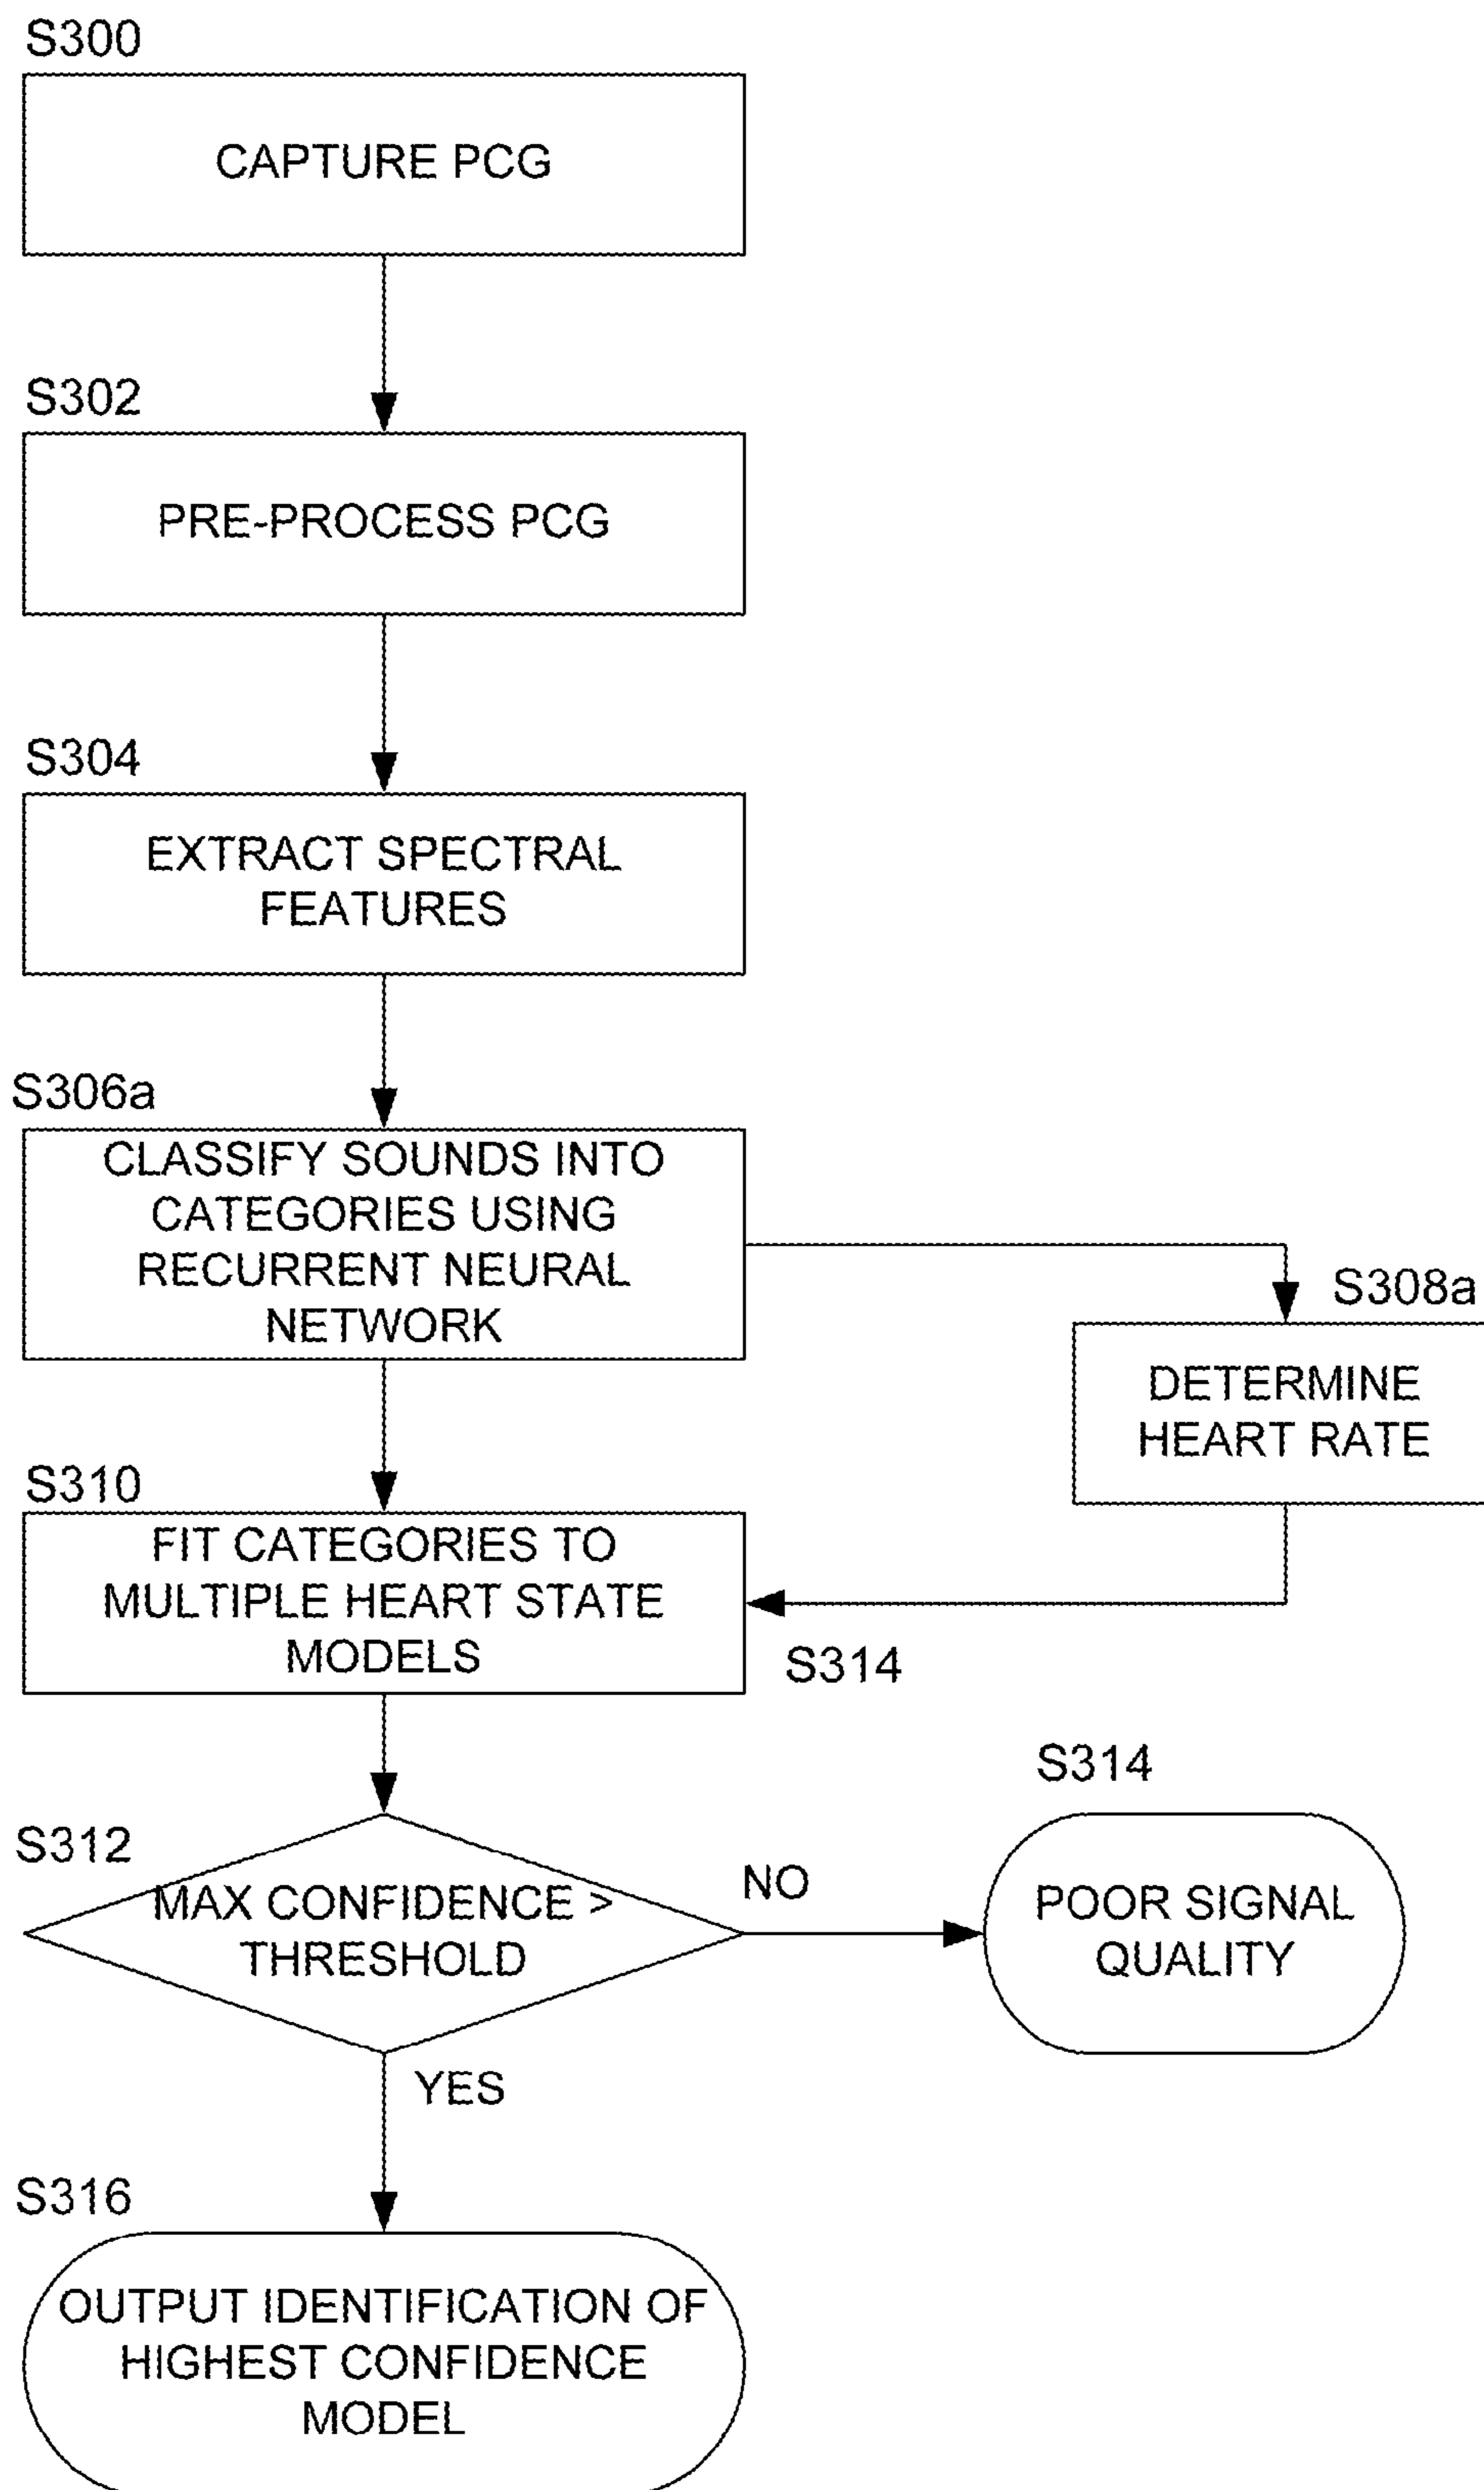 S300
CAPTURE PCG
S302
PRE-PROCESS PCG
S304
EXTRACT SPECTRAL
FEATURES
S306a
CLASSIFY SOUNDS INTO
CATEGORIES USING
RECURRENT NEURAL
NETWORK
S308a
DETERMINE
HEART RATE
S310
FIT CATEGORIES TO
MULTIPLE HEART STATE
MODELS
S314
S312
MAX CONFIDENCE >
THRESHOLD
NO
S314
POOR SIGNAL
QUALITY
YES
S316
OUTPUT IDENTIFICATION OF
HIGHEST CONFIDENCE
MODEL